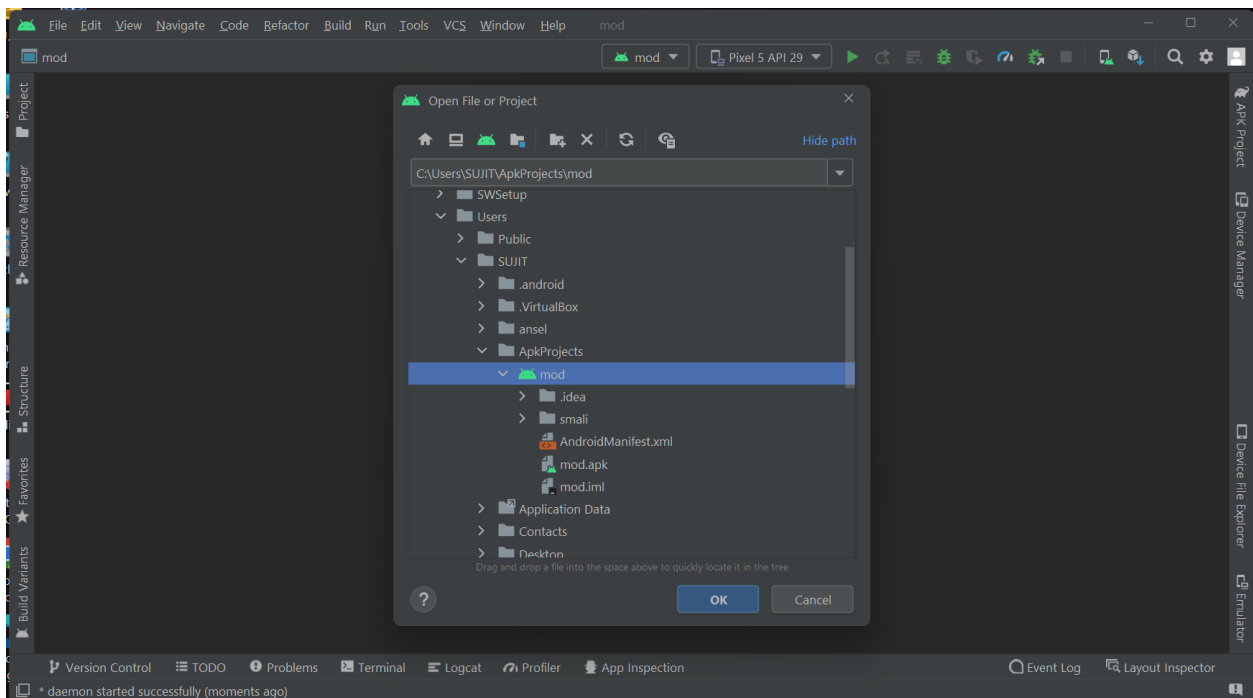 File Edit View Navigate Code Refactor Build Run Tools VCS Window Help mod
mod
mod
Pixel 5 API 29
Project
Resource Manager
Structure
Favorites
Build Variants
Open File or Project
Hide path
C:\Users\SUJIT\ApkProjects\mod
SWSetup
Users
Public
SUJIT
.android
.VirtualBox
ansel
ApkProjects
mod
.idea
smali
AndroidManifest.xml
mod.apk
mod.iml
Application Data
Contacts
Desktop
Drag and drop a file into the space above to quickly locate it in the tree
?
OK
Cancel
APK Project
Device Manager
Device File Explorer
Emulator
Version Control TODO Problems Terminal Logcat Profiler App Inspection Event Log Layout Inspector
* daemon started successfully (moments ago)